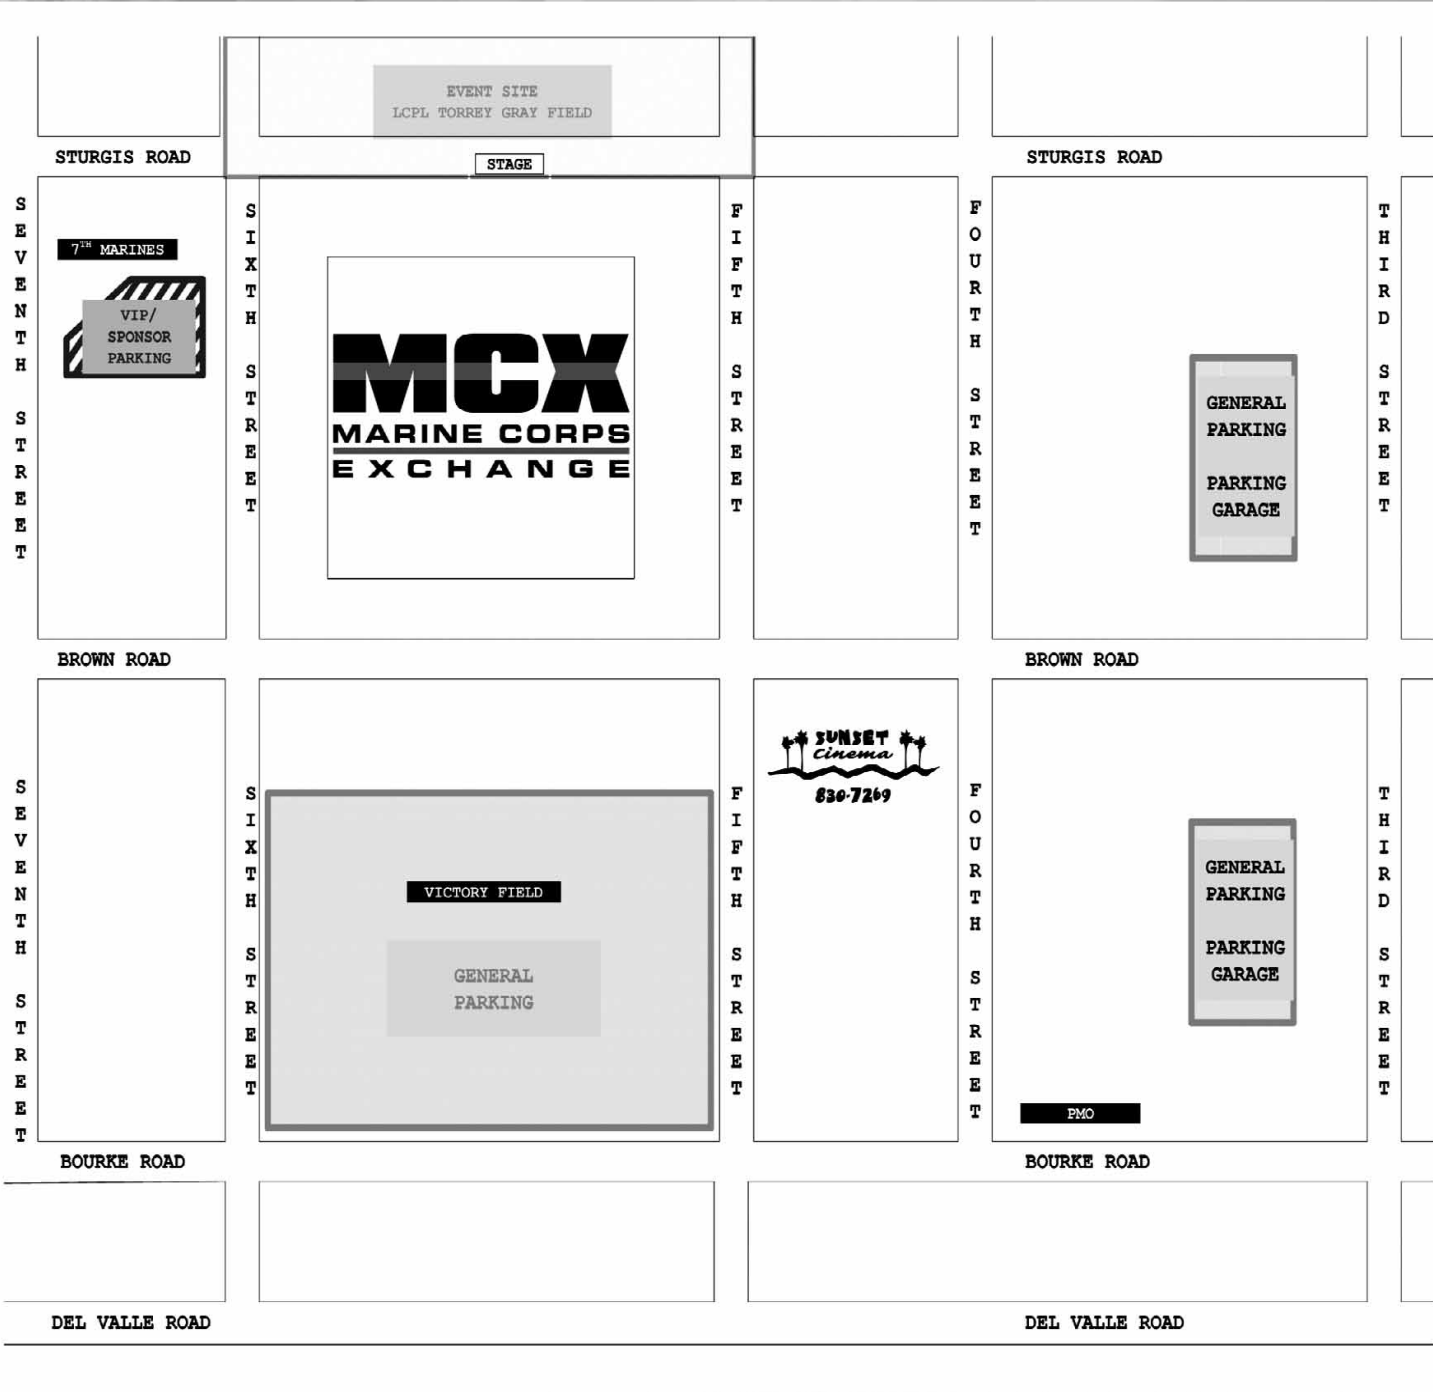 EVENT SITE
LCPL TORREY GRAY FIELD
STURGIS ROAD
STAGE
STURGIS ROAD
SEVENTH STREET
7TH MARINES
VIP/
SPONSOR
PARKING
SIXTH STREET
MCX
MARINE CORPS
EXCHANGE
FIFTH STREET
FOURTH STREET
GENERAL
PARKING
PARKING
GARAGE
THIRD STREET
BROWN ROAD
BROWN ROAD
SEVENTH STREET
SIXTH STREET
VICTORY FIELD
GENERAL
PARKING
FIFTH STREET
SUNSET
Cinema
830-7269
FOURTH STREET
GENERAL
PARKING
PARKING
GARAGE
PMO
THIRD STREET
BOURKE ROAD
BOURKE ROAD
DEL VALLE ROAD
DEL VALLE ROAD